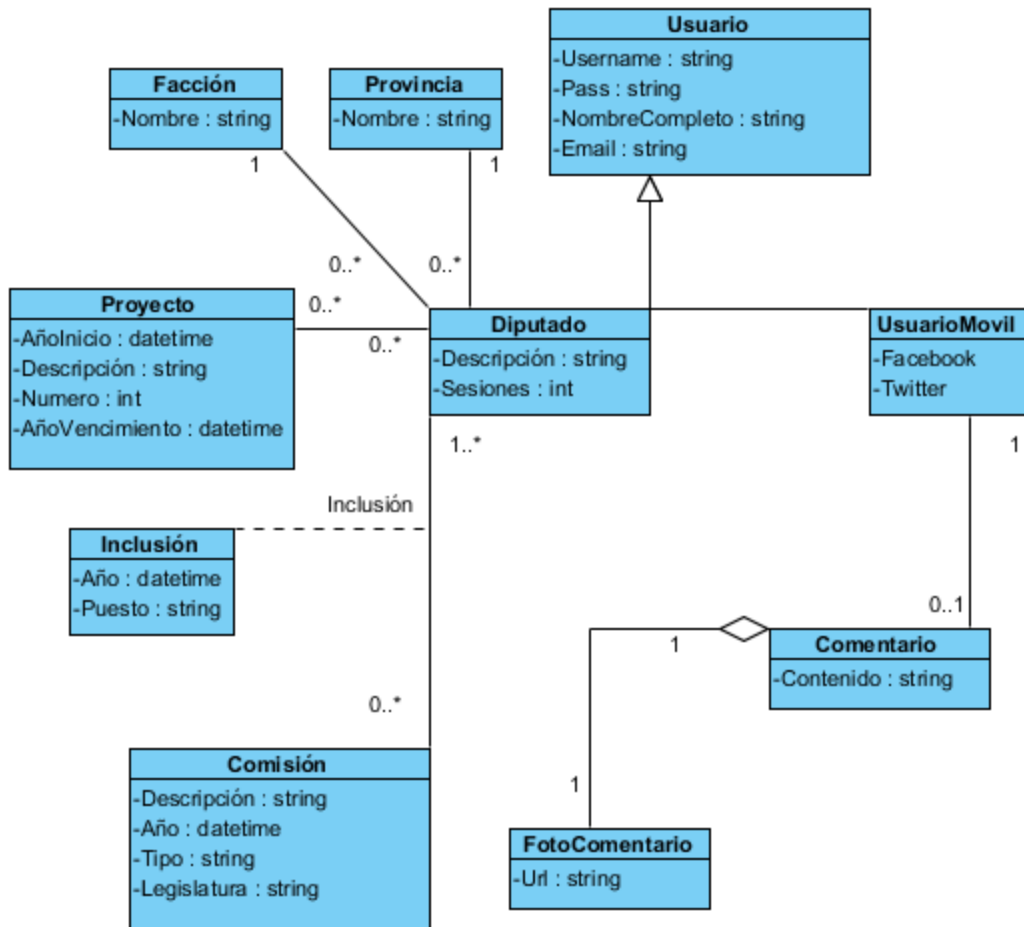 Usuario
-Username : string
-Pass : string
-NombreCompleto : string
-Email : string
Facción
-Nombre : string
1
Provincia
-Nombre : string
1
0..*
0..*
Proyecto
-AñoInicio : datetime
-Descripción : string
-Numero : int
-AñoVencimiento : datetime
0..*
0..*
Diputado
-Descripción : string
-Sesiones : int
1..*
UsuarioMovil
-Facebook
-Twitter
1
Inclusión
Inclusión
-Año : datetime
-Puesto : string
0..1
1
Comentario
-Contenido : string
0..*
Comisión
-Descripción : string
-Año : datetime
-Tipo : string
-Legislatura : string
1
FotoComentario
-Url : string